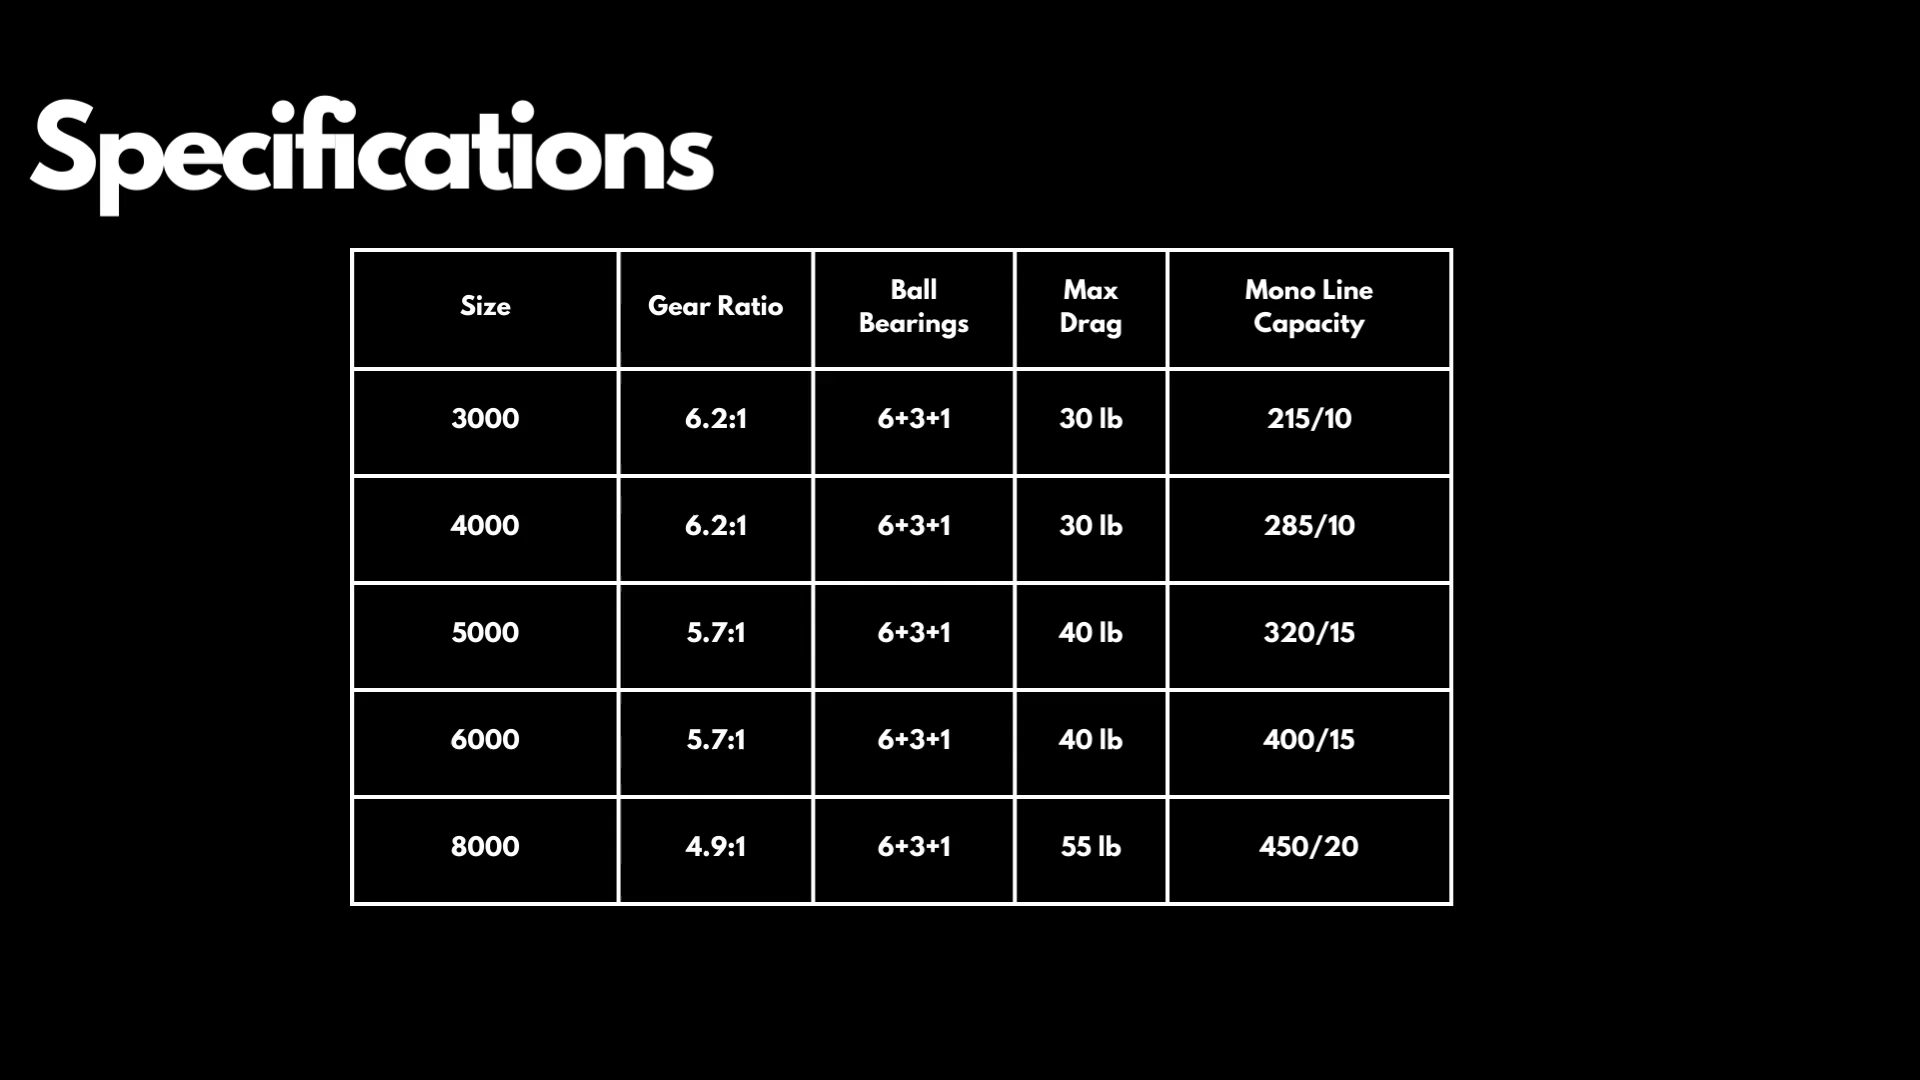 Specifications
Size Gear Ratio Ball Bearings Max Drag Mono Line Capacity
3000 6.2:1 6+3+1 30 lb 215/10
4000 6.2:1 6+3+1 30 lb 285/10
5000 5.7:1 6+3+1 40 lb 320/15
6000 5.7:1 6+3+1 40 lb 400/15
8000 4.9:1 6+3+1 55 lb 450/20